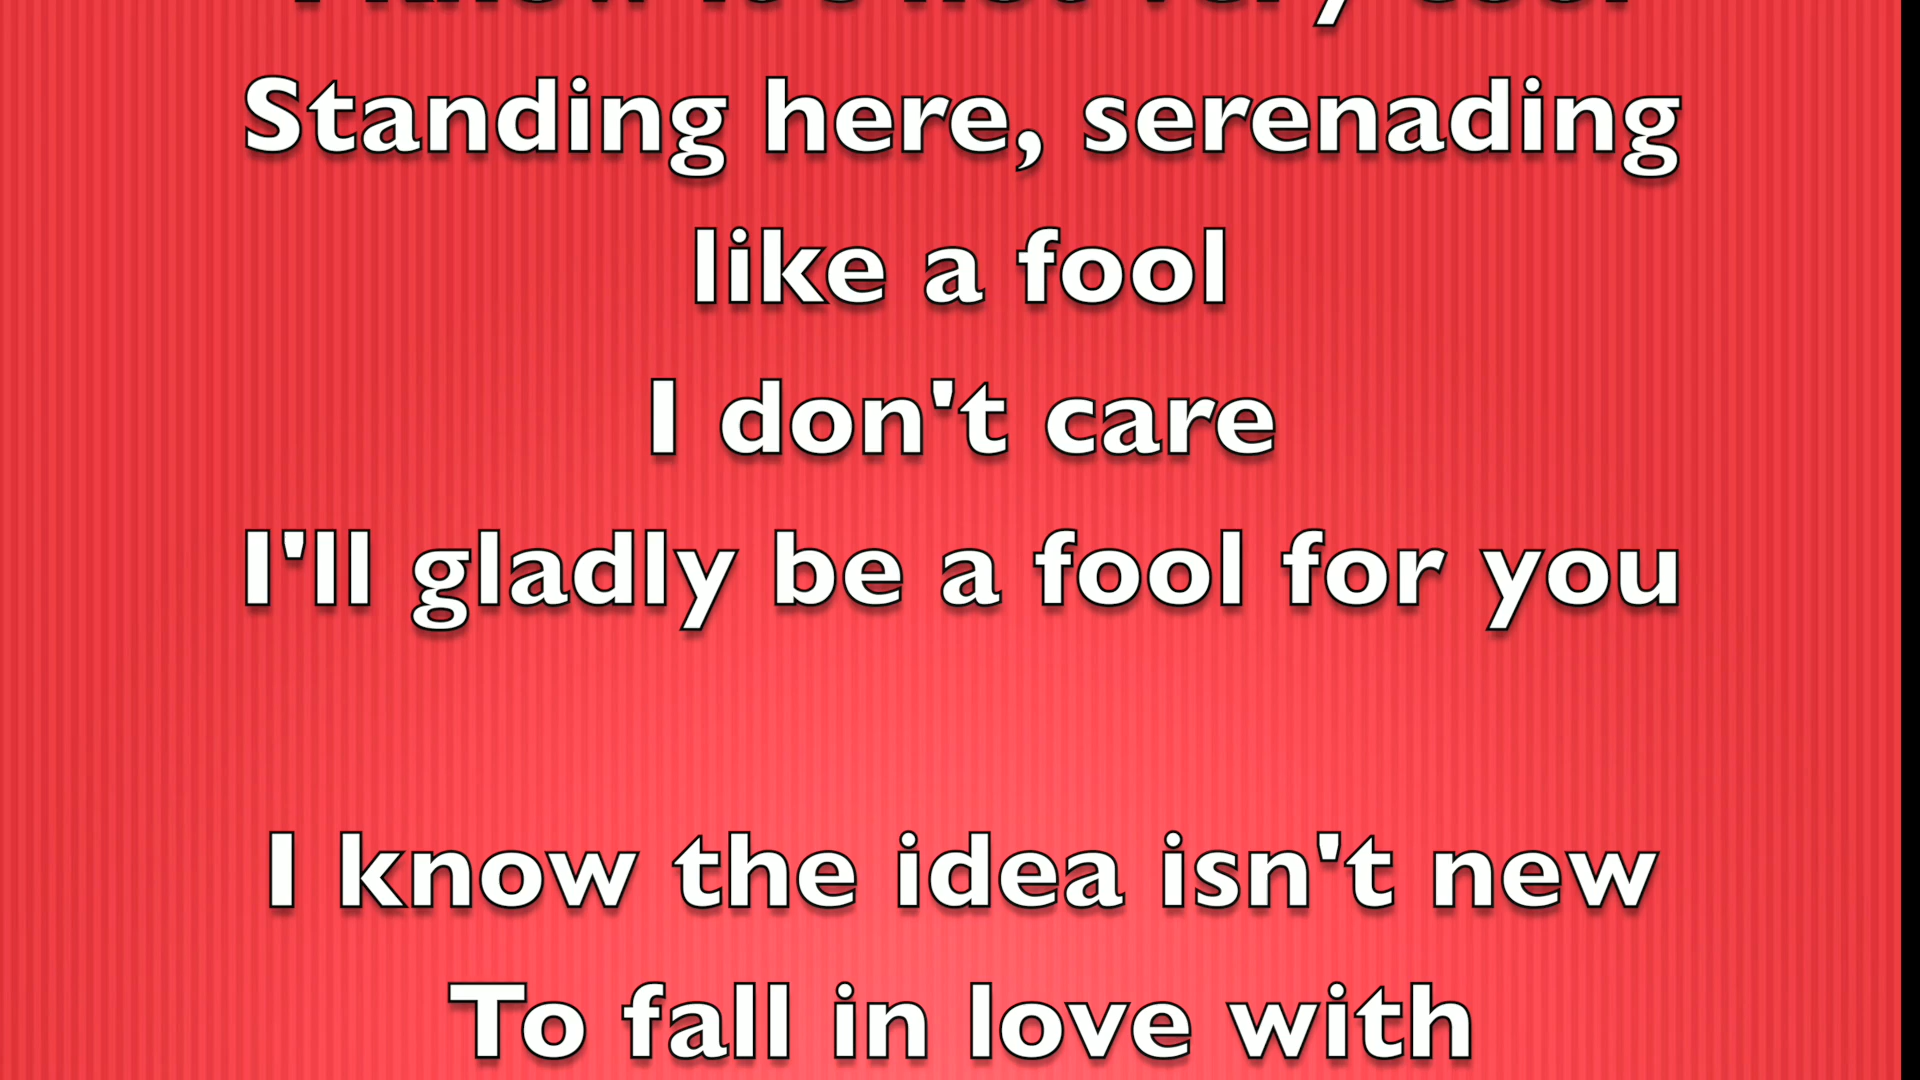 Standing here, serenading
like a fool
I don't care
I'll gladly be a fool for you
I know the idea isn't new
To fall in love with